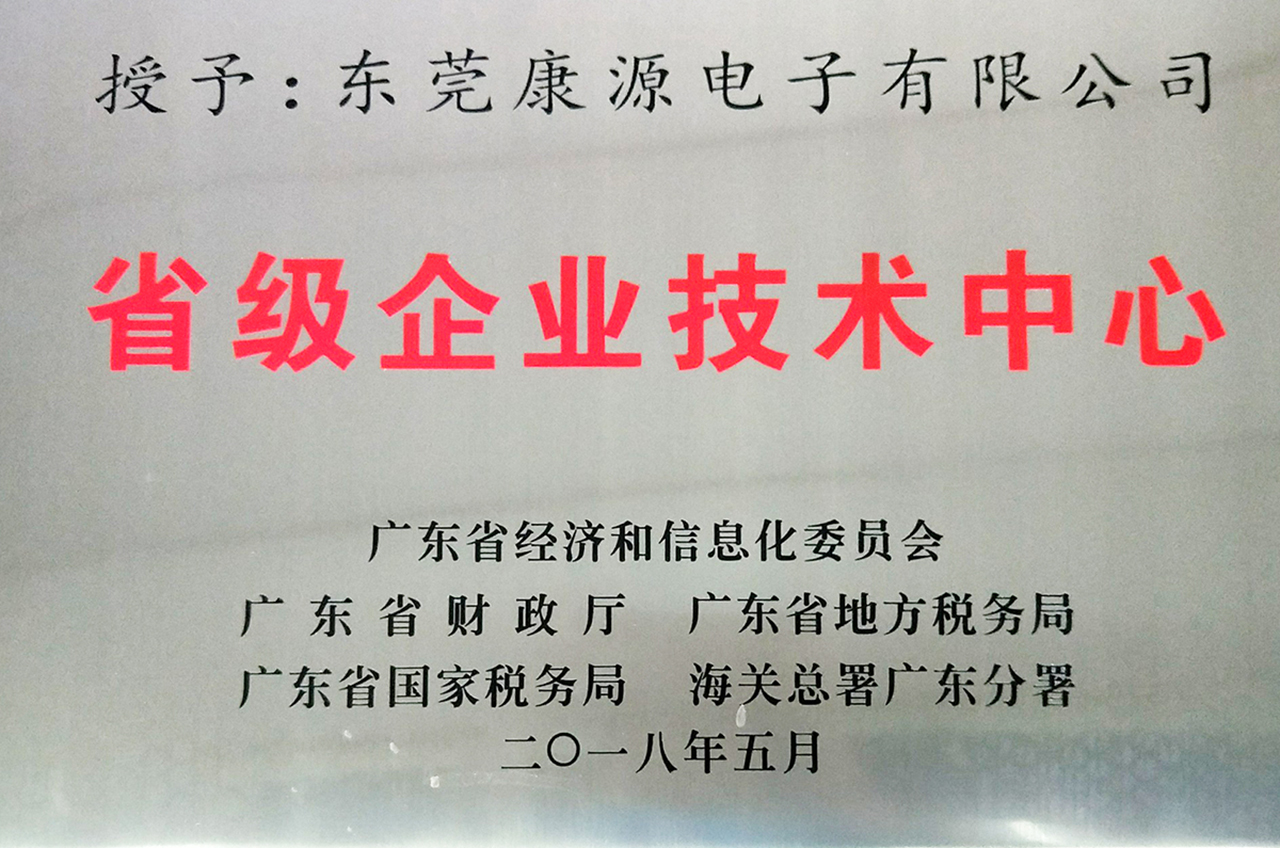 授予：东莞康源电子有限公司
省级企业技术中心
广东省经济和信息化委员会
广东省财政厅 广东省地方税务局
广东省国家税务局 海关总署广东分署
二〇一八年五月